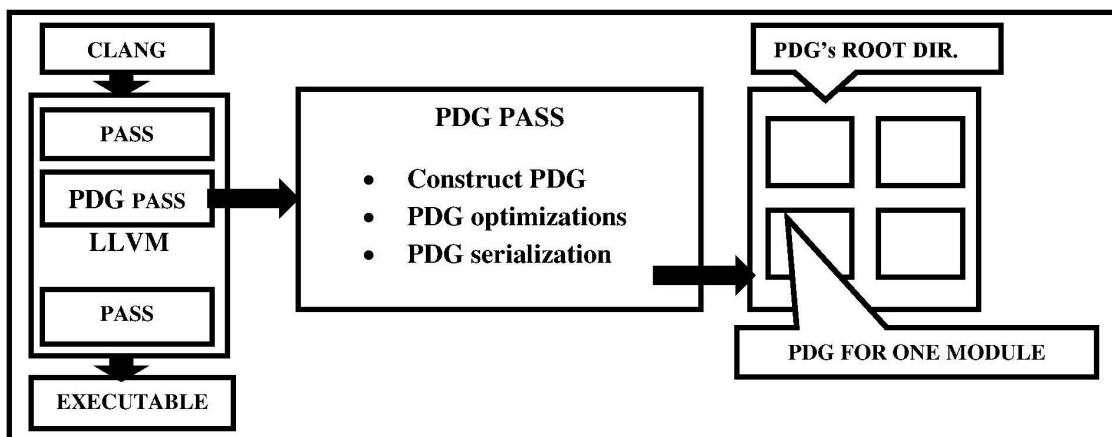 CLANG
PASS
PDG PASS
LLVM
PASS
EXECUTABLE
PDG PASS
• Construct PDG
• PDG optimizations
• PDG serialization
PDG's ROOT DIR.
PDG FOR ONE MODULE